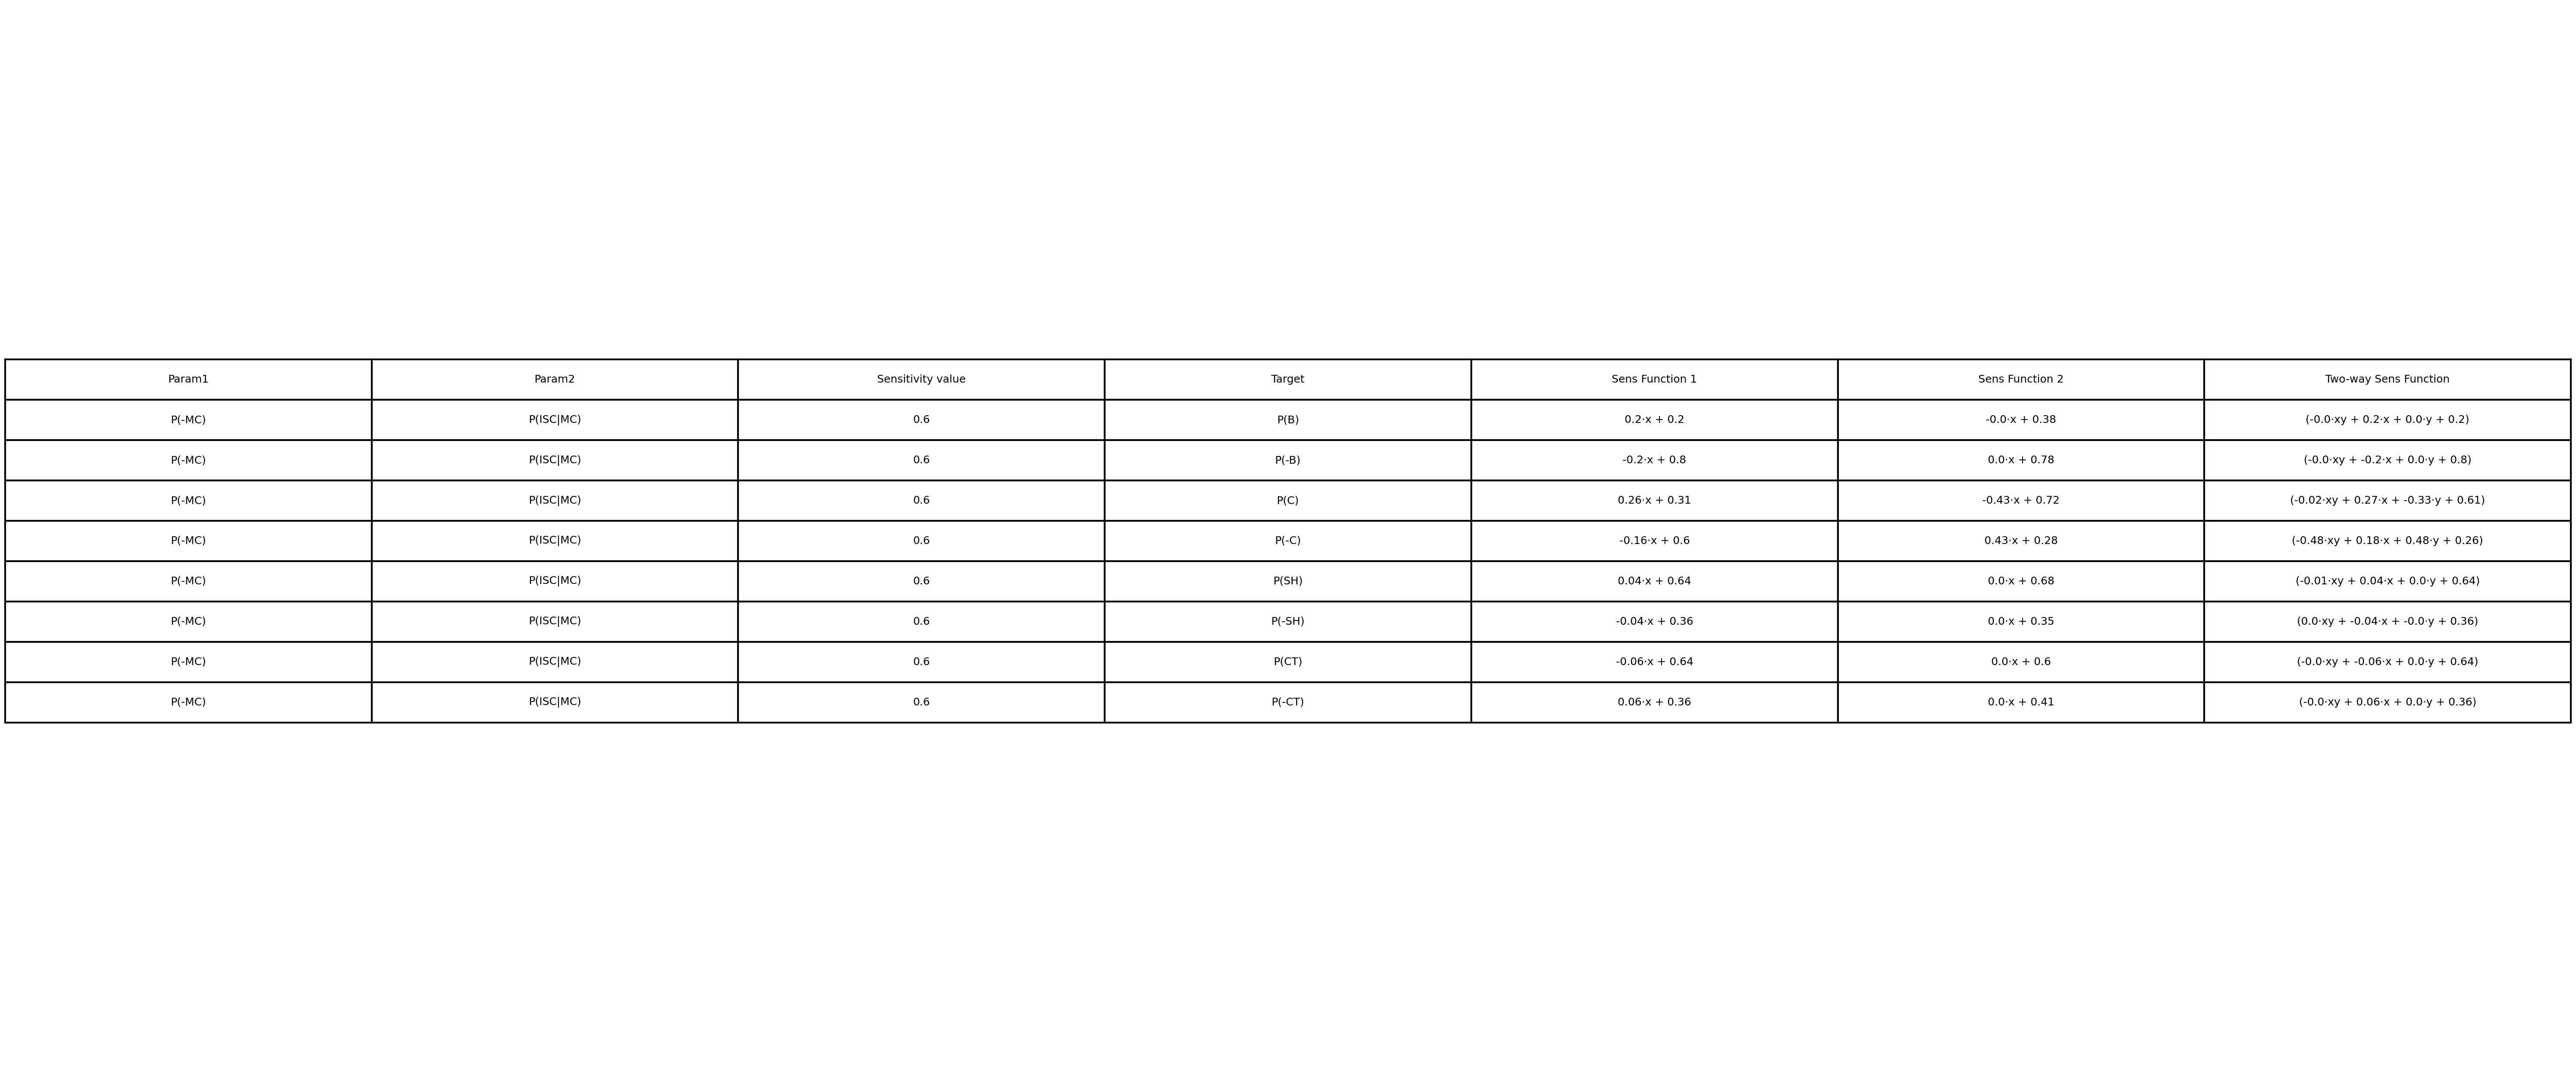 Param1 Param2 Sensitivity value Target Sens Function 1 Sens Function 2 Two-way Sens Function
P(-MC) P(ISC|MC) 0.6 P(B) 0.2·x + 0.2 -0.0·x + 0.38 (-0.0·xy + 0.2·x + 0.0·y + 0.2)
P(-MC) P(ISC|MC) 0.6 P(-B) -0.2·x + 0.8 0.0·x + 0.78 (-0.0·xy + -0.2·x + 0.0·y + 0.8)
P(-MC) P(ISC|MC) 0.6 P(C) 0.26·x + 0.31 -0.43·x + 0.72 (-0.02·xy + 0.27·x + -0.33·y + 0.61)
P(-MC) P(ISC|MC) 0.6 P(-C) -0.16·x + 0.6 0.43·x + 0.28 (-0.48·xy + 0.18·x + 0.48·y + 0.26)
P(-MC) P(ISC|MC) 0.6 P(SH) 0.04·x + 0.64 0.0·x + 0.68 (-0.01·xy + 0.04·x + 0.0·y + 0.64)
P(-MC) P(ISC|MC) 0.6 P(-SH) -0.04·x + 0.36 0.0·x + 0.35 (0.0·xy + -0.04·x + -0.0·y + 0.36)
P(-MC) P(ISC|MC) 0.6 P(CT) -0.06·x + 0.64 0.0·x + 0.6 (-0.0·xy + -0.06·x + 0.0·y + 0.64)
P(-MC) P(ISC|MC) 0.6 P(-CT) 0.06·x + 0.36 0.0·x + 0.41 (-0.0·xy + 0.06·x + 0.0·y + 0.36)